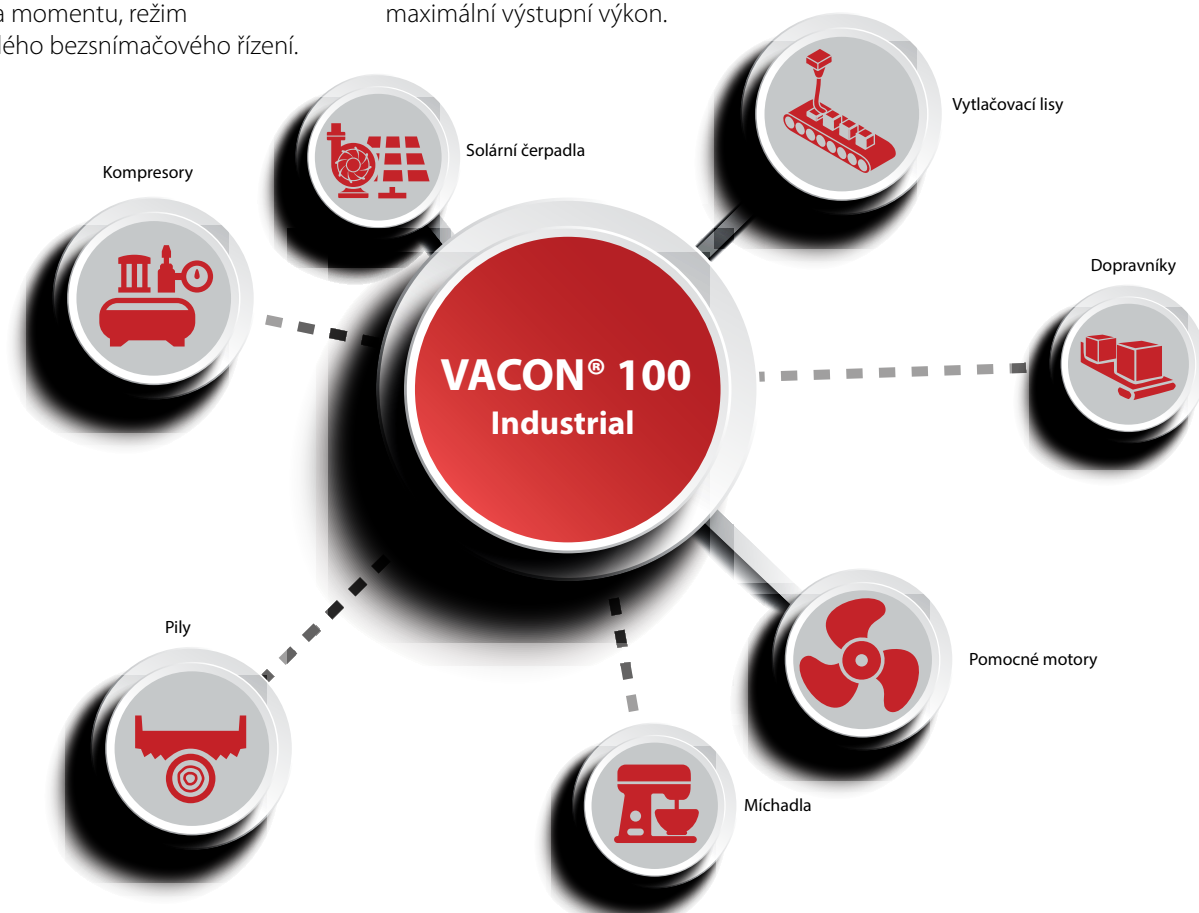 a momentu, režim
lého bezsnímačového řízení.
maximální výstupní výkon.
Vytlačovací lisy
Solární čerpadla
Kompresory
Dopravníky
VACON® 100
Industrial
Pily
Pomocné motory
Míchadla